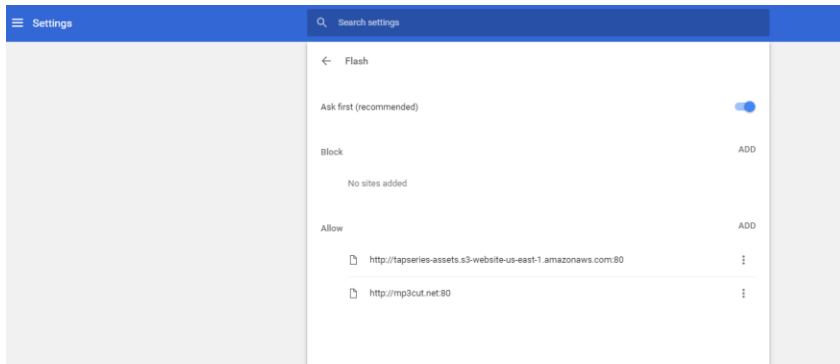 Settings
Search settings
Flash
Ask first (recommended)
Block
ADD
No sites added
Allow
ADD
http://tapseries-assets.s3-website-us-east-1.amazonaws.com:80
http://mp3cut.net:80